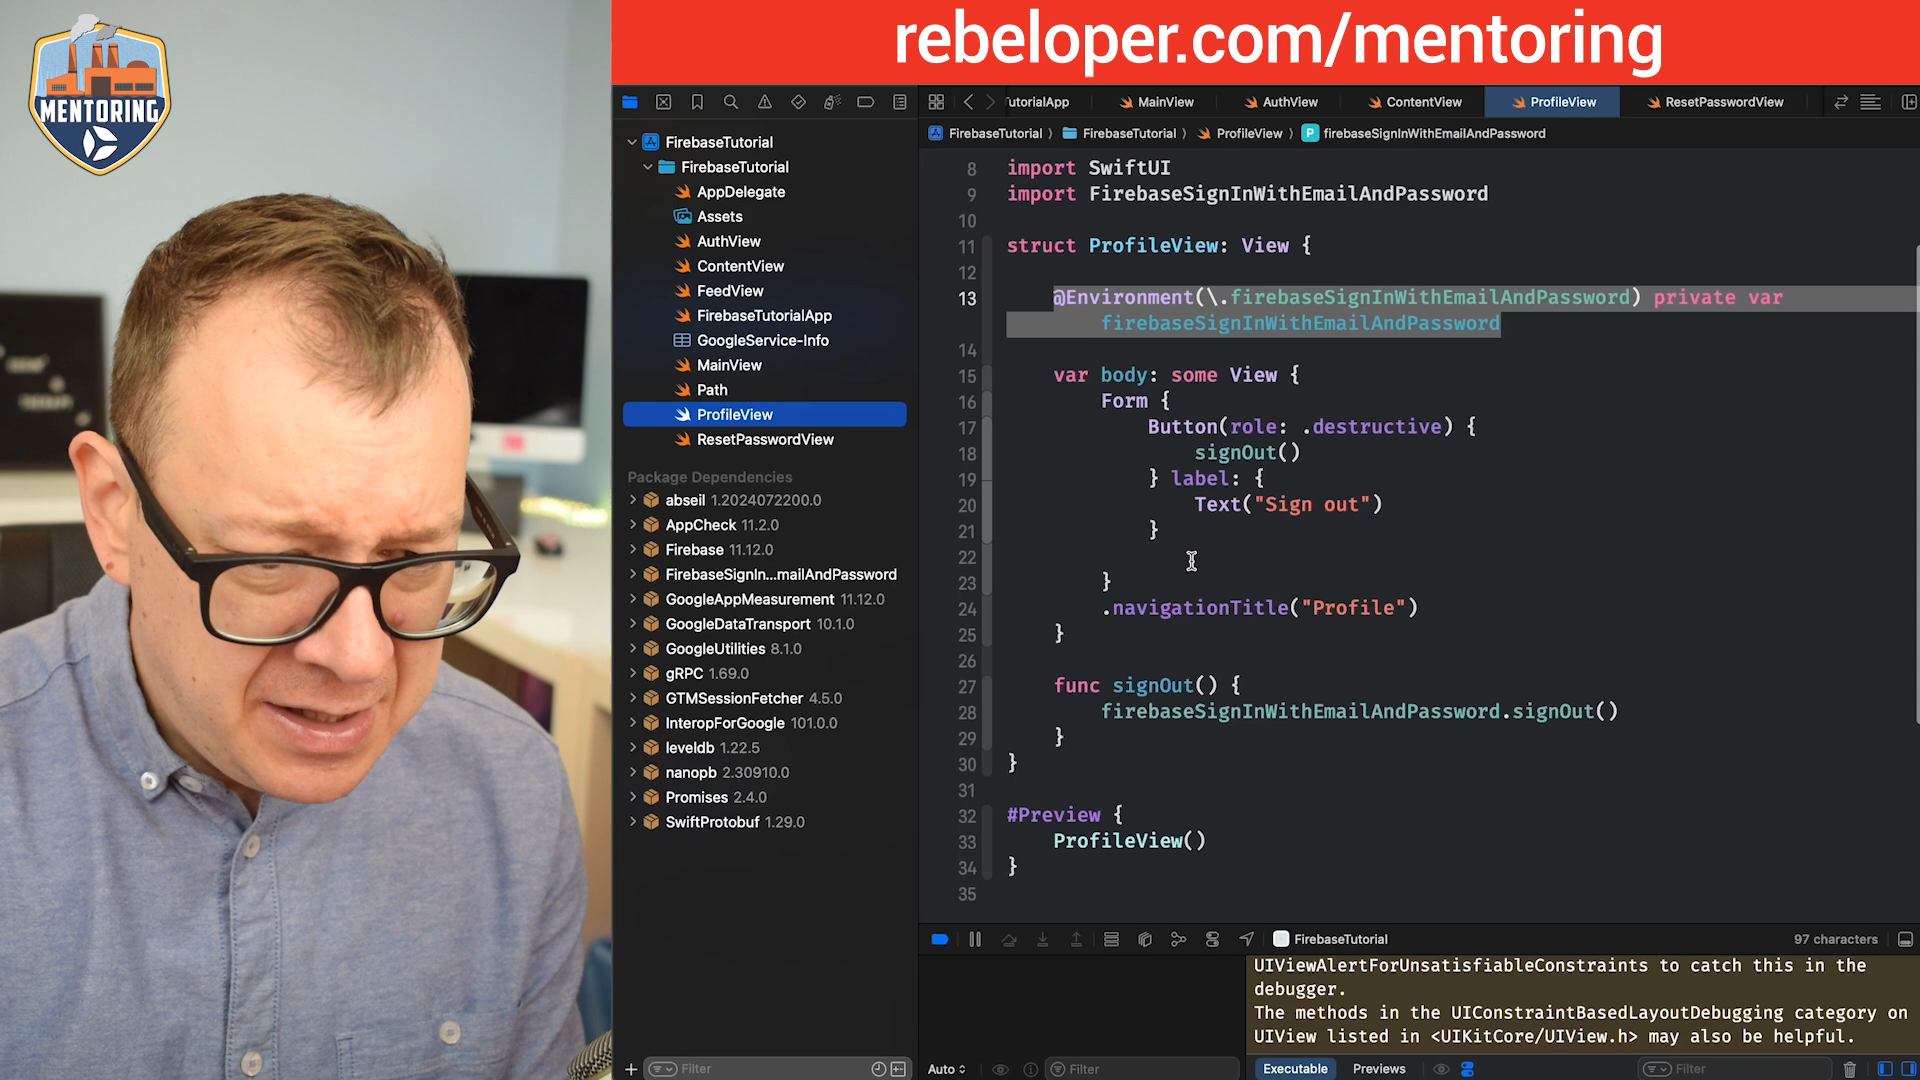 rebeloper.com/mentoring
MENTORING
utorialApp
MainView
AuthView
ContentView
ProfileView
ResetPasswordView
FirebaseTutorial
FirebaseTutorial
ProfileView
firebaseSignInWithEmailAndPassword
FirebaseTutorial
FirebaseTutorial
AppDelegate
Assets
AuthView
ContentView
FeedView
FirebaseTutorialApp
GoogleService-Info
MainView
Path
ProfileView
ResetPasswordView
Package Dependencies
abseil 1.2024072200.0
AppCheck 11.2.0
Firebase 11.12.0
FirebaseSignIn...mailAndPassword
GoogleAppMeasurement 11.12.0
GoogleDataTransport 10.1.0
GoogleUtilities 8.1.0
gRPC 1.69.0
GTMSessionFetcher 4.5.0
InteropForGoogle 101.0.0
leveldb 1.22.5
nanopb 2.30910.0
Promises 2.4.0
SwiftProtobuf 1.29.0
Filter
8 import SwiftUI
9 import FirebaseSignInWithEmailAndPassword
10
11 struct ProfileView: View {
12
13 @Environment(\.firebaseSignInWithEmailAndPassword) private var
firebaseSignInWithEmailAndPassword
14
15 var body: some View {
16 Form {
17 Button(role: .destructive) {
18 signOut()
19 } label: {
20 Text("Sign out")
21 }
22
23 }
24 .navigationTitle("Profile")
25 }
26
27 func signOut() {
28 firebaseSignInWithEmailAndPassword.signOut()
29 }
30 }
31
32 #Preview {
33 ProfileView()
34 }
35
FirebaseTutorial
97 characters
UIViewAlertForUnsatisfiableConstraints to catch this in the
debugger.
The methods in the UIConstraintBasedLayoutDebugging category on
UIView listed in <UIKitCore/UIView.h> may also be helpful.
Auto
Filter
Executable
Previews
Filter